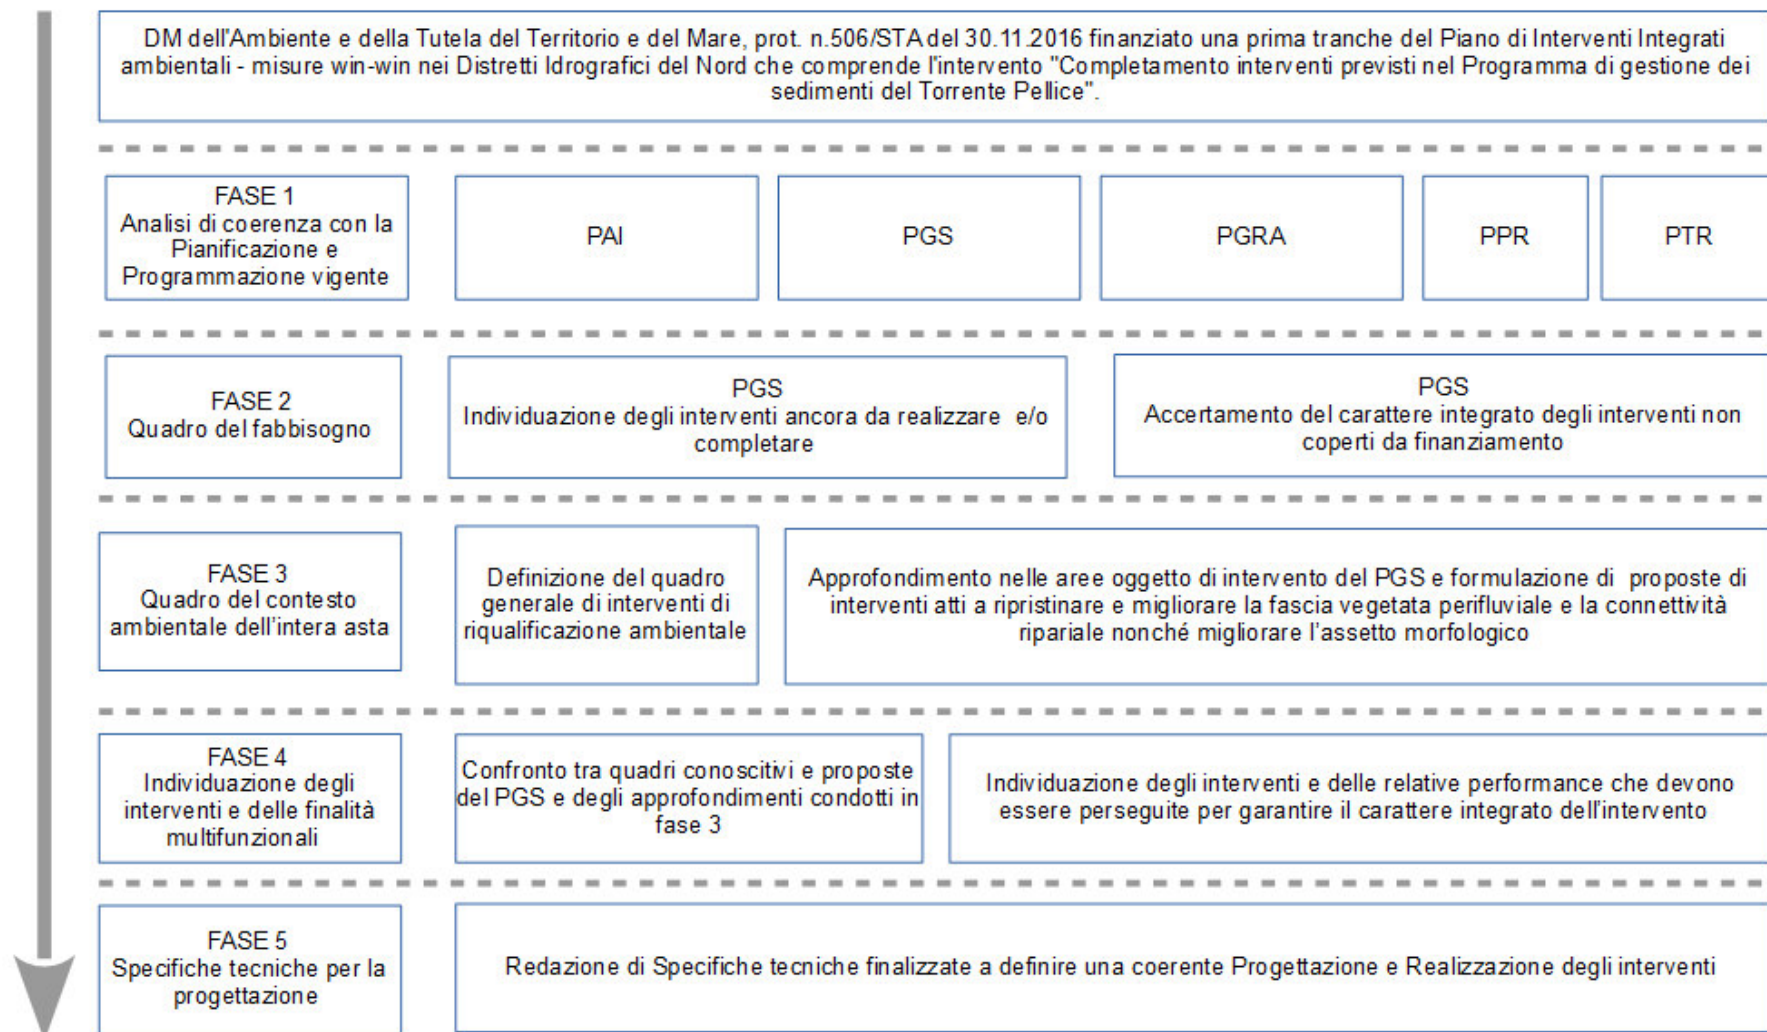 DM dell'Ambiente e della Tutela del Territorio e del Mare, prot. n.506/STA del 30.11.2016 finanziato una prima tranche del Piano di Interventi Integrati
ambientali - misure win-win nei Distretti Idrografici del Nord che comprende l'intervento "Completamento interventi previsti nel Programma di gestione dei
sedimenti del Torrente Pellice".
FASE 1
Analisi di coerenza con la
Pianificazione e
Programmazione vigente
PAI
PGS
PGRA
PPR
PTR
FASE 2
Quadro del fabbisogno
PGS
Individuazione degli interventi ancora da realizzare e/o
completare
PGS
Accertamento del carattere integrato degli interventi non
coperti da finanziamento
FASE 3
Quadro del contesto
ambientale dell'intera asta
Definizione del quadro
generale di interventi di
riqualificazione ambientale
Approfondimento nelle aree oggetto di intervento del PGS e formulazione di proposte di
interventi atti a ripristinare e migliorare la fascia vegetata perifluviale e la connettività
ripariale nonché migliorare l'assetto morfologico
FASE 4
Individuazione degli
interventi e delle finalità
multifunzionali
Confronto tra quadri conoscitivi e proposte
del PGS e degli approfondimenti condotti in
fase 3
Individuazione degli interventi e delle relative performance che devono
essere perseguite per garantire il carattere integrato dell'intervento
FASE 5
Specifiche tecniche per la
progettazione
Redazione di Specifiche tecniche finalizzate a definire una coerente Progettazione e Realizzazione degli interventi